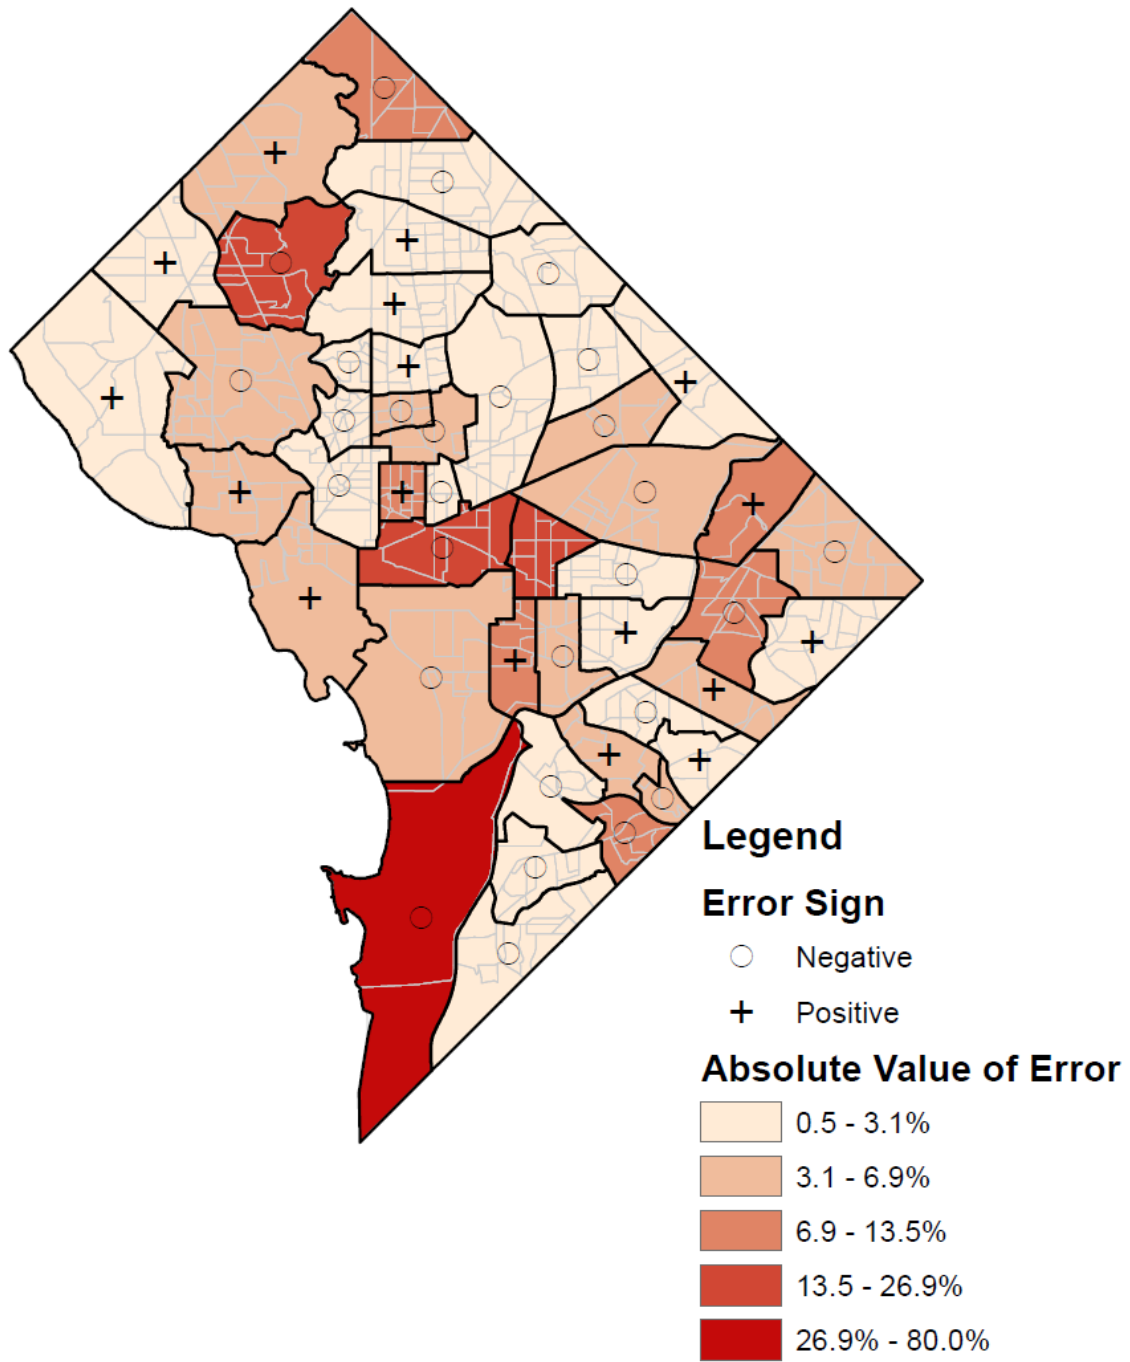 Legend
Error Sign
Negative
Positive
Absolute Value of Error
0.5 - 3.1%
3.1 - 6.9%
6.9 - 13.5%
13.5 - 26.9%
26.9% - 80.0%